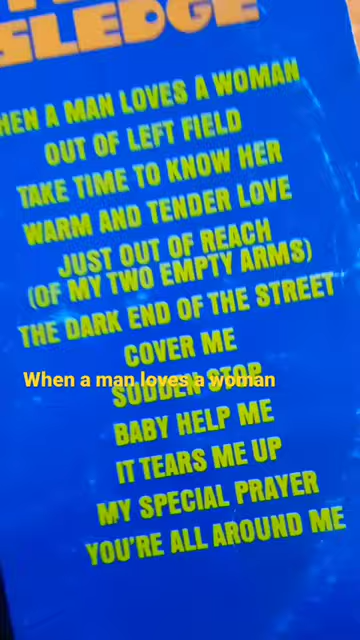 SLEDGE
WHEN A MAN LOVES A WOMAN
OUT OF LEFT FIELD
TAKE TIME TO KNOW HER
WARM AND TENDER LOVE
JUST OUT OF REACH
(OF MY TWO EMPTY ARMS)
THE DARK END OF THE STREET
COVER ME
When a man loves a woman
SUDDEN STOP
BABY HELP ME
IT TEARS ME UP
MY SPECIAL PRAYER
YOU'RE ALL AROUND ME